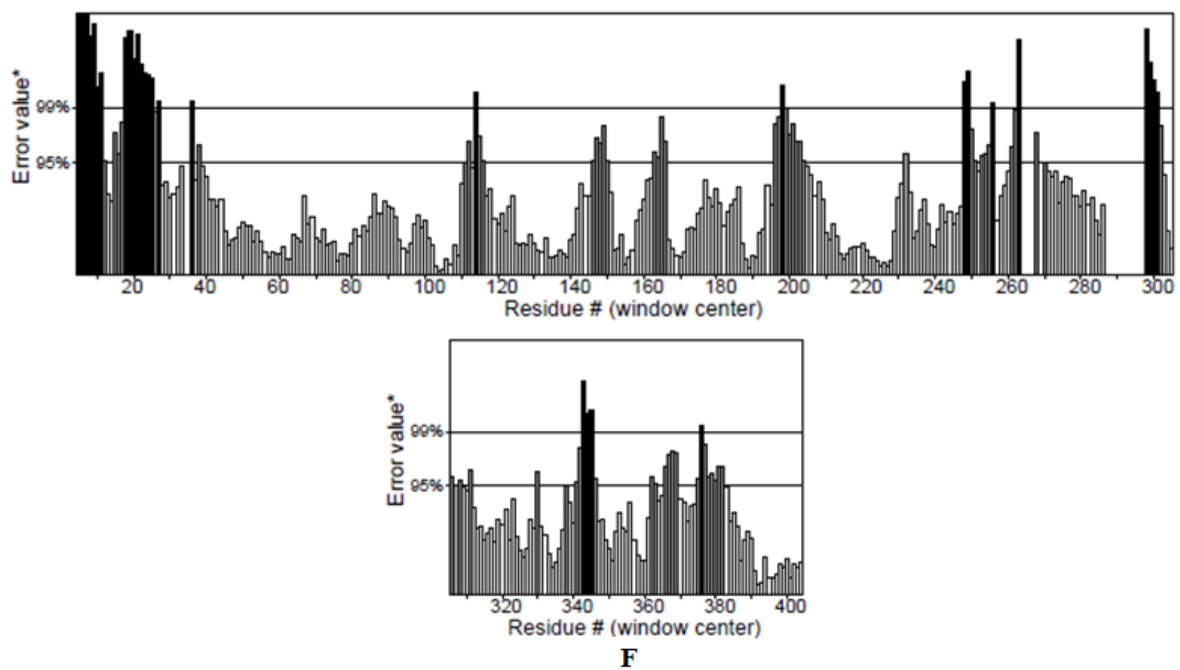 Error value*
99%
95%
20 40 60 80 100 120 140 160 180 200 220 240 260 280 300
Residue # (window center)
Error value*
99%
95%
320 340 360 380 400
Residue # (window center)
F